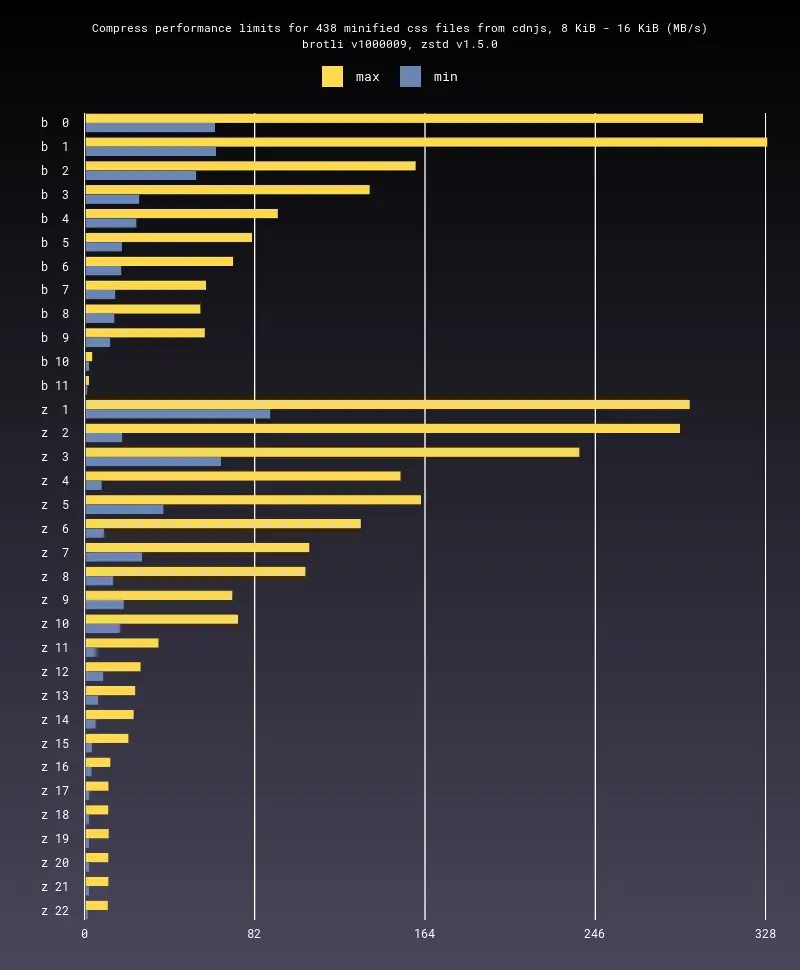 Compress performance limits for 438 minified css files from cdnjs, 8 KiB - 16 KiB (MB/s)
brotli v1000009, zstd v1.5.0
max min
b 0
b 1
b 2
b 3
b 4
b 5
b 6
b 7
b 8
b 9
b 10
b 11
z 1
z 2
z 3
z 4
z 5
z 6
z 7
z 8
z 9
z 10
z 11
z 12
z 13
z 14
z 15
z 16
z 17
z 18
z 19
z 20
z 21
z 22
0 82 164 246 328